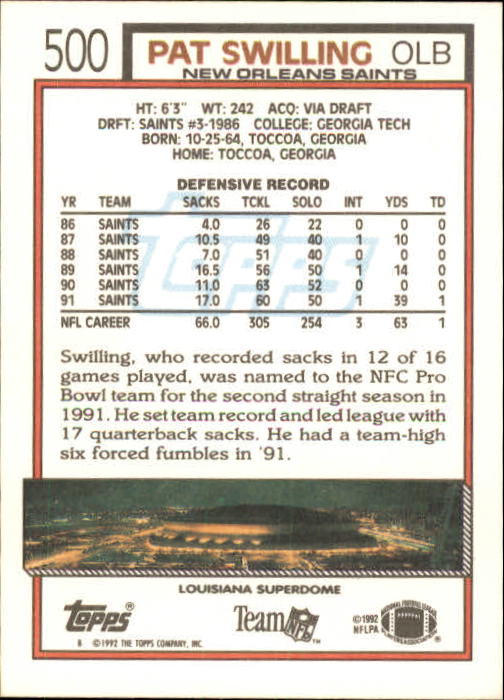 500 PAT SWILLING OLB
NEW ORLEANS SAINTS
HT: 6'3" WT: 242 ACQ: VIA DRAFT
DRFT: SAINTS #3-1986 COLLEGE: GEORGIA TECH
BORN: 10-25-64, TOCCOA, GEORGIA
HOME: TOCCOA, GEORGIA
DEFENSIVE RECORD
YR TEAM SACKS TCKL SOLO INT YDS TD
86 SAINTS 4.0 26 22 0 0 0
87 SAINTS 10.5 49 40 1 10 0
88 SAINTS 7.0 51 40 0 0 0
89 SAINTS 16.5 56 50 1 14 0
90 SAINTS 11.0 63 52 0 0 0
91 SAINTS 17.0 60 50 1 39 1
NFL CAREER 66.0 305 254 3 63 1
Topps
Swilling, who recorded sacks in 12 of 16
games played, was named to the NFC Pro
Bowl team for the second straight season in
1991. He set team record and led league with
17 quarterback sacks. He had a team-high
six forced fumbles in '91.
LOUISIANA SUPERDOME
Topps® Team NFL™ ©1992
NFLPA
B ©1992 THE TOPPS COMPANY, INC.